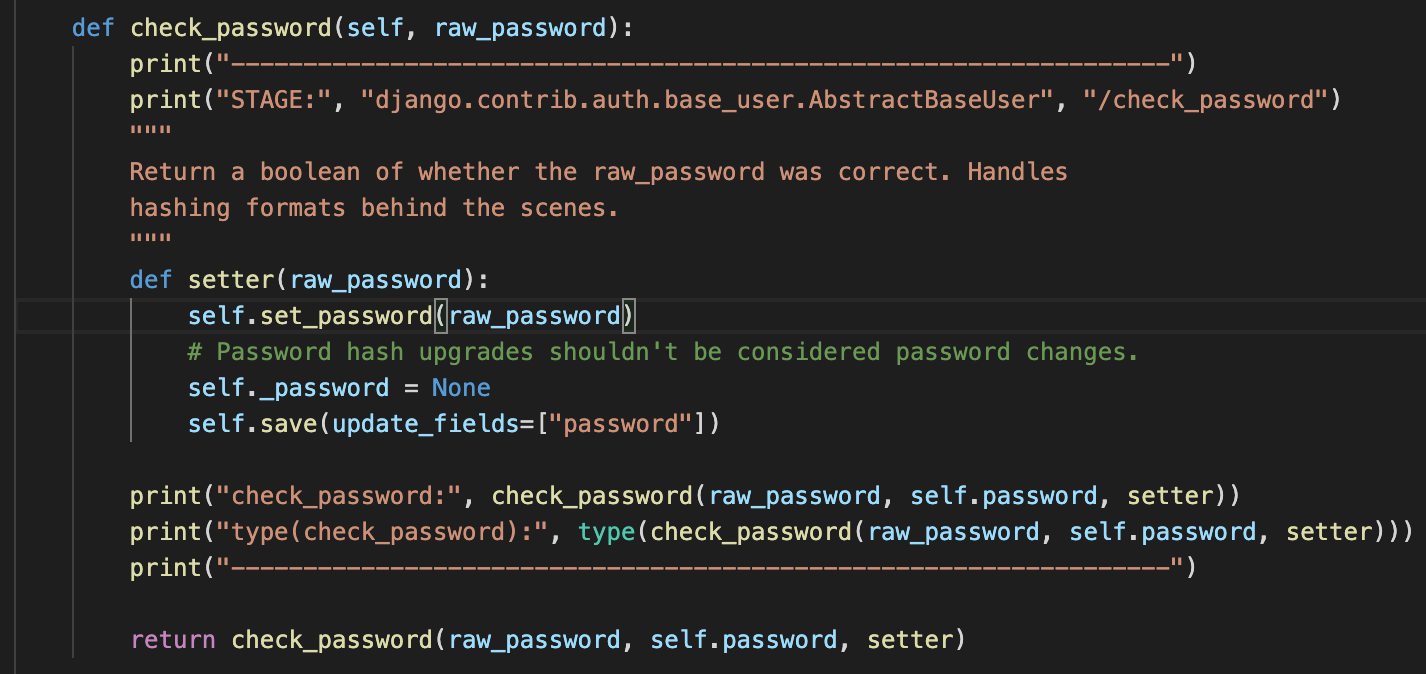 def check_password(self, raw_password):
print("-----------------------------------------------------------------")
print("STAGE:", "django.contrib.auth.base_user.AbstractBaseUser", "/check_password")
"""
Return a boolean of whether the raw_password was correct. Handles
hashing formats behind the scenes.
"""
def setter(raw_password):
self.set_password(raw_password)
# Password hash upgrades shouldn't be considered password changes.
self._password = None
self.save(update_fields=["password"])
print("check_password:", check_password(raw_password, self.password, setter))
print("type(check_password):", type(check_password(raw_password, self.password, setter)))
print("-----------------------------------------------------------------")
return check_password(raw_password, self.password, setter)